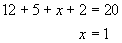 12 + 5 + x + 2 = 20
x = 1